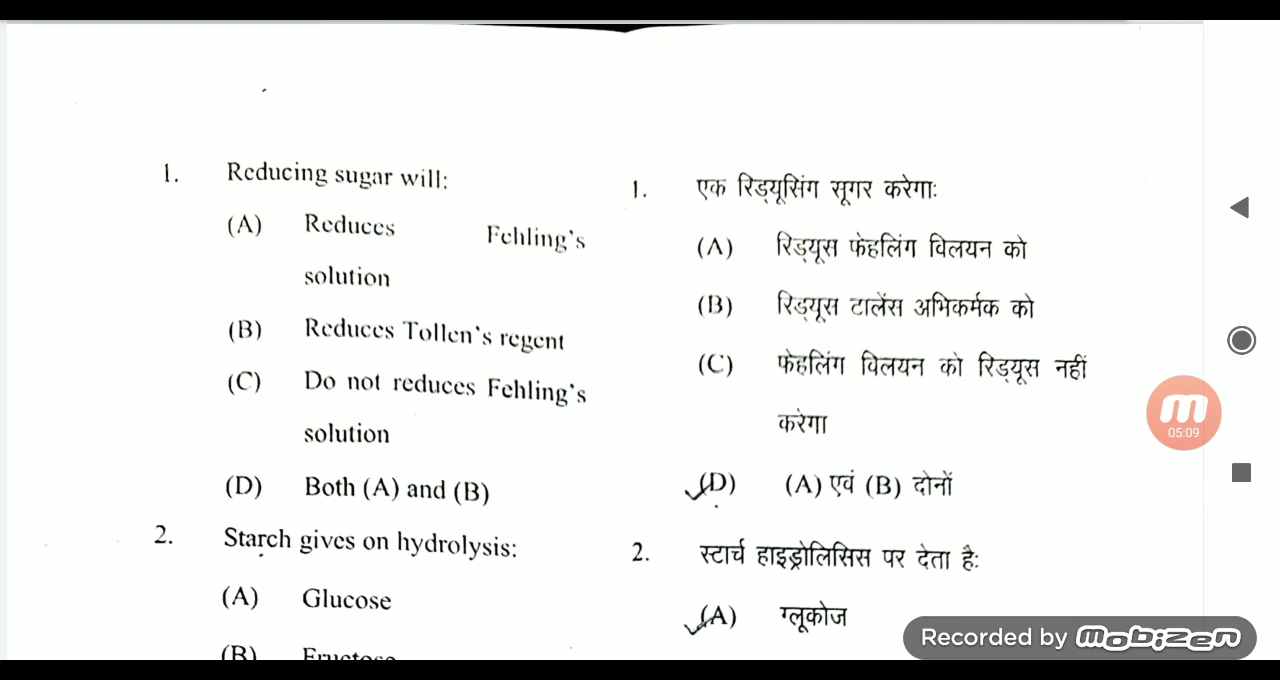 1. Reducing sugar will:
(A) Reduces Fehling's
solution
(B) Reduces Tollen's regent
(C) Do not reduces Fehling's
solution
(D) Both (A) and (B)
2. Starch gives on hydrolysis:
(A) Glucose
(B) Fructose
1. एक रिड्यूसिंग सूगर करेगाः
(A) रिड्यूस फेहलिंग विलयन को
(B) रिड्यूस टालेंस अभिकर्मक को
(C) फेहलिंग विलयन को रिड्यूस नहीं
करेगा
(D) (A) एवं (B) दोनों
2. स्टार्च हाइड्रोलिसिस पर देता हैः
(A) ग्लूकोज
05:09
Recorded by mobizen